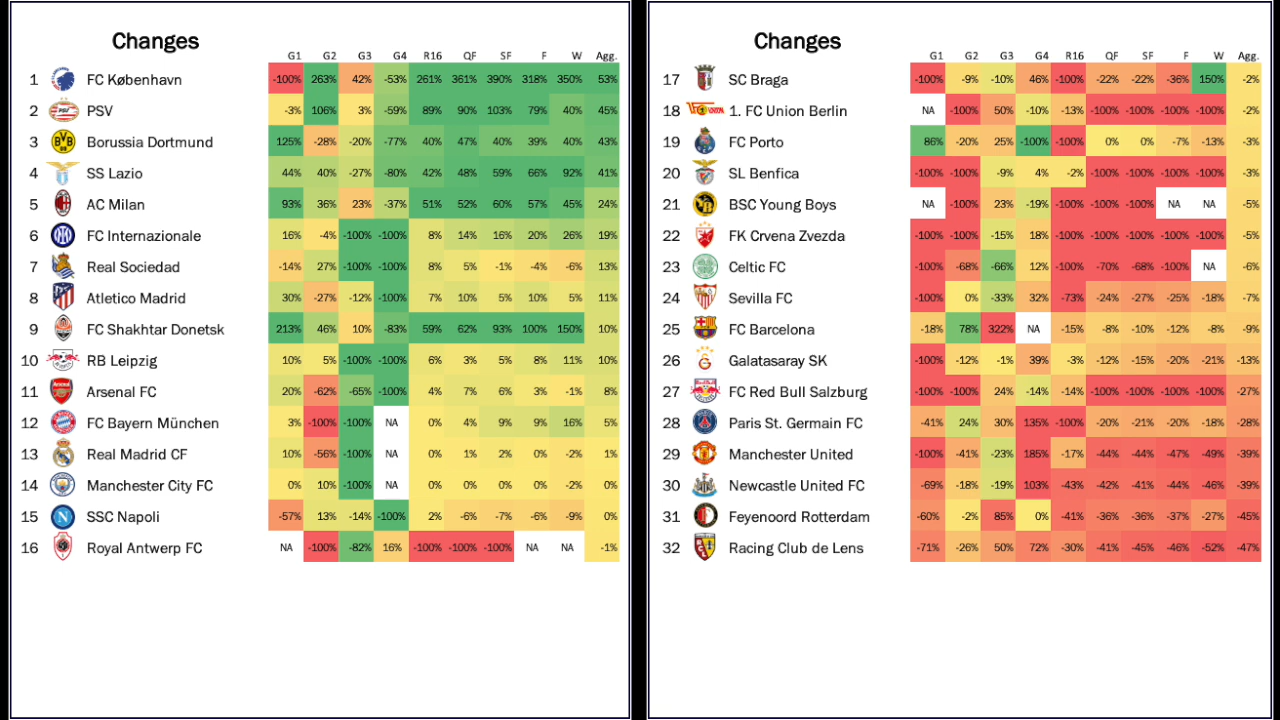 Changes
G1 G2 G3 G4 R16 QF SF F W Agg.
1 FC København -100% 263% 42% -53% 261% 361% 390% 318% 350% 53%
2 PSV -3% 106% 3% -59% 89% 90% 103% 79% 40% 45%
3 Borussia Dortmund 125% -28% -20% -77% 40% 47% 40% 39% 40% 43%
4 SS Lazio 44% 40% -27% -80% 42% 48% 59% 66% 92% 41%
5 AC Milan 93% 36% 23% -37% 51% 52% 60% 57% 45% 24%
6 FC Internazionale 16% -4% -100% -100% 8% 14% 16% 20% 26% 19%
7 Real Sociedad -14% 27% -100% -100% 8% 5% -1% -4% -6% 13%
8 Atletico Madrid 30% -27% -12% -100% 7% 10% 5% 10% 5% 11%
9 FC Shakhtar Donetsk 213% 46% 10% -83% 59% 62% 93% 100% 150% 10%
10 RB Leipzig 10% 5% -100% -100% 6% 3% 5% 8% 11% 10%
11 Arsenal FC 20% -62% -65% -100% 4% 7% 6% 3% -1% 8%
12 FC Bayern München 3% -100% -100% NA 0% 4% 9% 9% 16% 5%
13 Real Madrid CF 10% -56% -100% NA 0% 1% 2% 0% -2% 1%
14 Manchester City FC 0% 10% -100% NA 0% 0% 0% 0% -2% 0%
15 SSC Napoli -57% 13% -14% -100% 2% -6% -7% -6% -9% 0%
16 Royal Antwerp FC NA -100% -82% 16% -100% -100% -100% NA NA -1%
Changes
G1 G2 G3 G4 R16 QF SF F W Agg.
17 SC Braga -100% -9% -10% 46% -100% -22% -22% -36% 150% -2%
18 1. FC Union Berlin NA -100% 50% -10% -13% -100% -100% -100% -100% -2%
19 FC Porto 86% -20% 25% -100% -100% 0% 0% -7% -13% -3%
20 SL Benfica -100% -100% -9% 4% -2% -100% -100% -100% -100% -3%
21 BSC Young Boys NA -100% 23% -19% -100% -100% -100% NA NA -5%
22 FK Crvena Zvezda -100% -100% -15% 18% -100% -100% -100% -100% -100% -5%
23 Celtic FC -100% -68% -66% 12% -100% -70% -68% -100% NA -6%
24 Sevilla FC -100% 0% -33% 32% -73% -24% -27% -25% -18% -7%
25 FC Barcelona -18% 78% 322% NA -15% -8% -10% -12% -8% -9%
26 Galatasaray SK -100% -12% -1% 39% -3% -12% -15% -20% -21% -13%
27 FC Red Bull Salzburg -100% -100% 24% -14% -14% -100% -100% -100% -100% -27%
28 Paris St. Germain FC -41% 24% 30% 135% -100% -20% -21% -20% -18% -28%
29 Manchester United -100% -41% -23% 185% -17% -44% -44% -47% -49% -39%
30 Newcastle United FC -69% -18% -19% 103% -43% -42% -41% -44% -46% -39%
31 Feyenoord Rotterdam -60% -2% 85% 0% -41% -36% -36% -37% -27% -45%
32 Racing Club de Lens -71% -26% 50% 72% -30% -41% -45% -46% -52% -47%